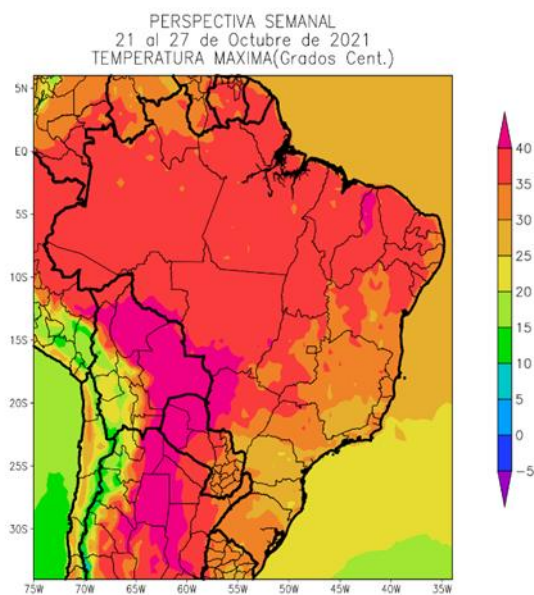 PERSPECTIVA SEMANAL
21 al 27 de Octubre de 2021
TEMPERATURA MAXIMA(Grados Cent.)
5N
EQ
5S
10S
15S
20S
25S
30S
75W 70W 65W 60W 55W 50W 45W 40W 35W
40
35
30
25
20
15
10
5
0
−5